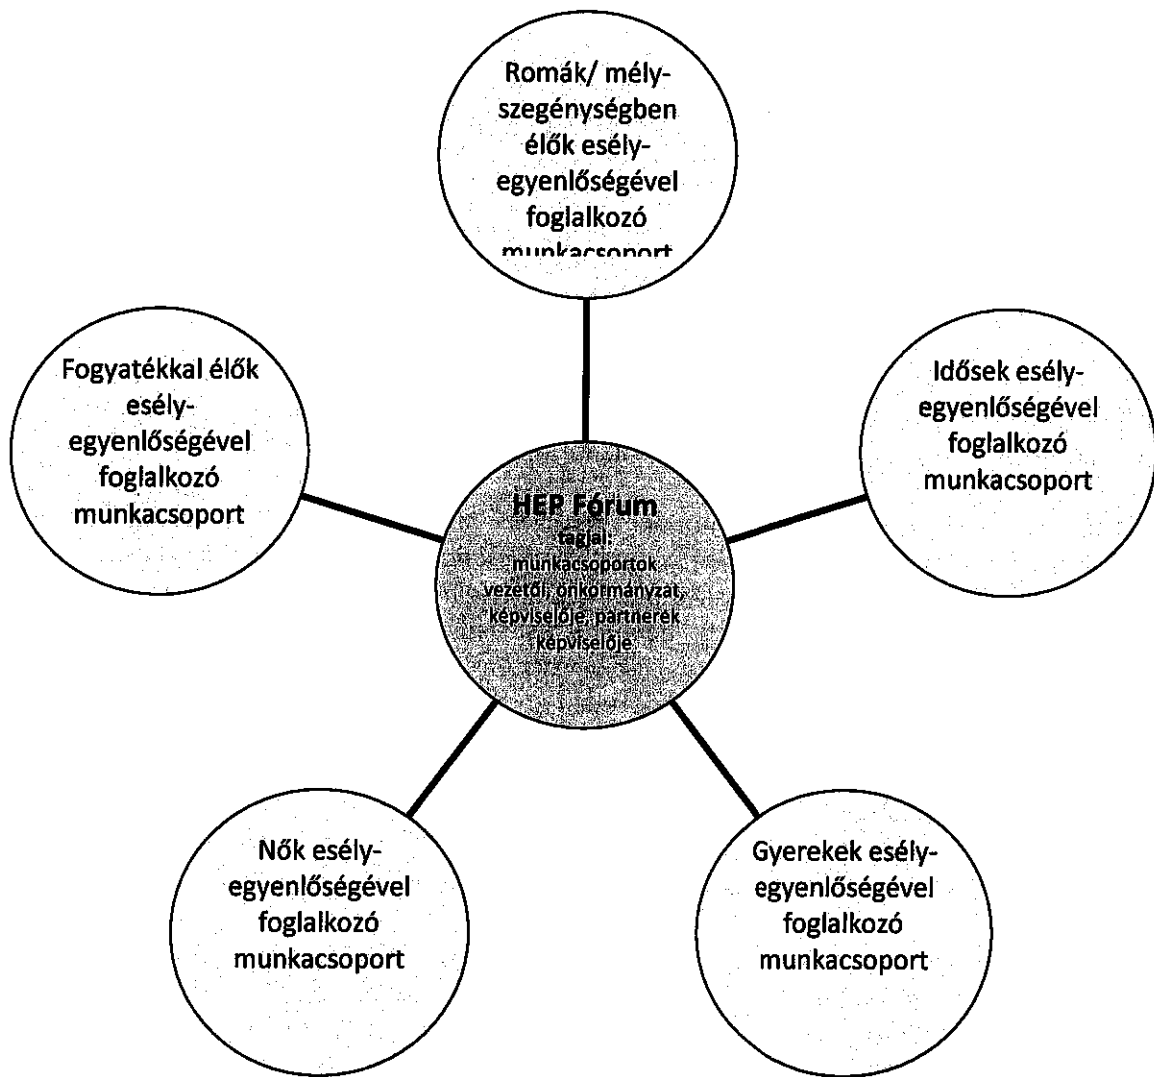 Romák/ mély-
szegénységben
élők esély-
egyenlőségével
foglalkozó
munkacsoport
Fogyatékkal élők
esély-
egyenlőségével
foglalkozó
munkacsoport
Idősek esély-
egyenlőségével
foglalkozó
munkacsoport
HEP Fórum
tagjai:
munkacsoportok
vezetői, önkormányzat,
képviselője, partnerek
képviselője
Nők esély-
egyenlőségével
foglalkozó
munkacsoport
Gyerekek esély-
egyenlőségével
foglalkozó
munkacsoport